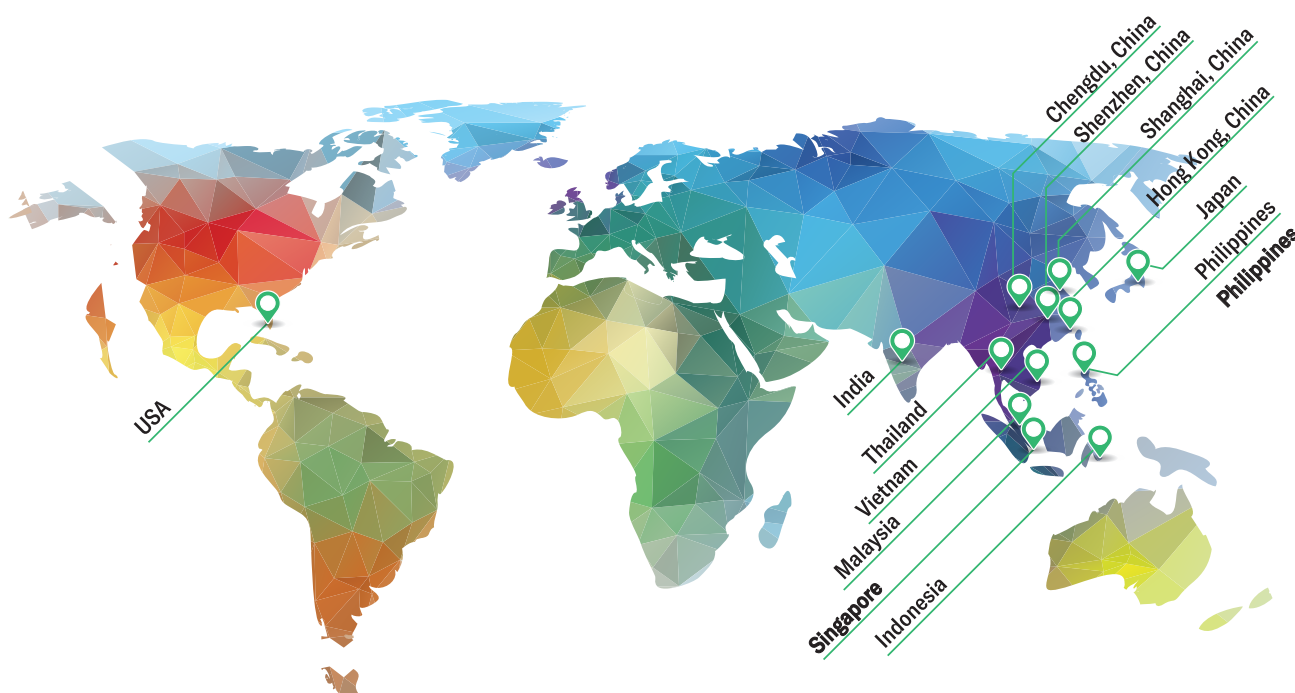 Chengdu, China
Shenzhen, China
Shanghai, China
Hong Kong, China
Japan
Philippines
Philippines
USA
India
Thailand
Vietnam
Malaysia
Singapore
Indonesia